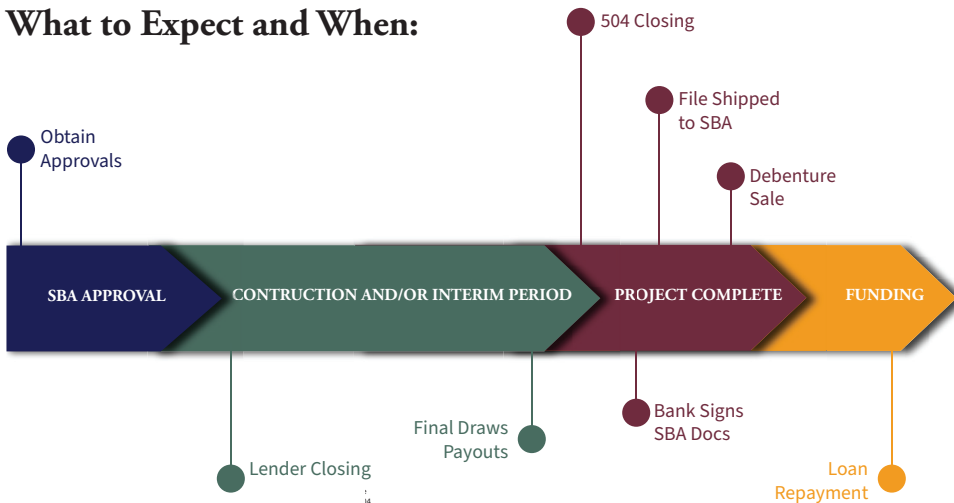 What to Expect and When:
504 Closing
File Shipped
to SBA
Obtain
Approvals
Debenture
Sale
SBA APPROVAL
CONTRUCTION AND/OR INTERIM PERIOD
PROJECT COMPLETE
FUNDING
Bank Signs
SBA Docs
Final Draws
Payouts
Lender Closing
Loan
Repayment